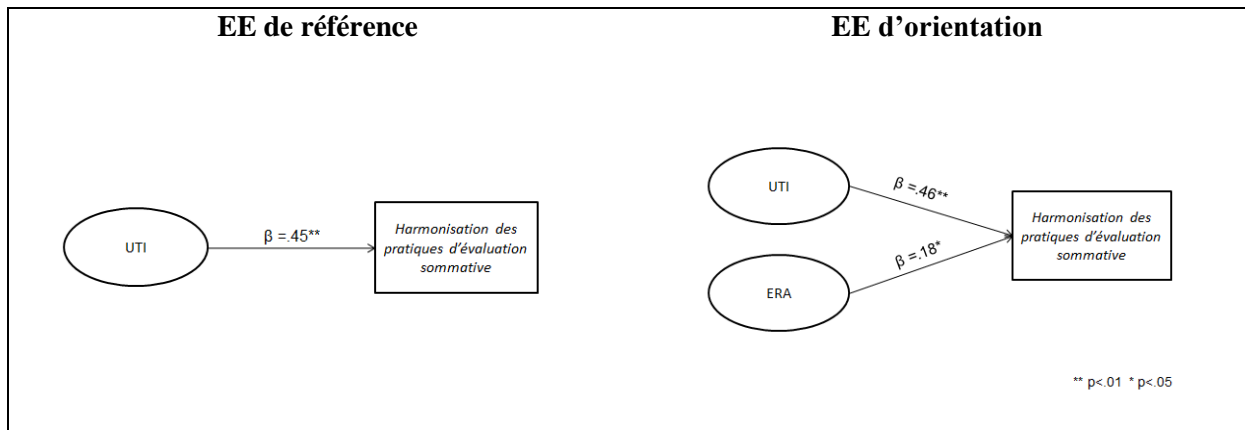 EE de référence
EE d'orientation
UTI
β =.45**
Harmonisation des
pratiques d'évaluation
sommative
UTI
β =.46**
ERA
β =.18*
Harmonisation des
pratiques d'évaluation
sommative
** p<.01 * p<.05